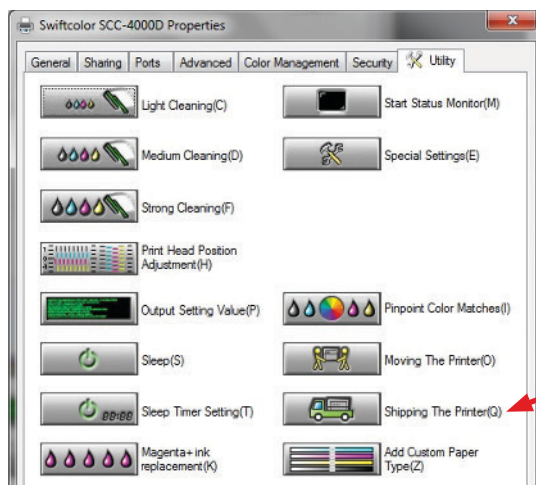 Swiftcolor SCC-4000D Properties
General Sharing Ports Advanced Color Management Security Utility
Light Cleaning(C)
Start Status Monitor(M)
Medium Cleaning(D)
Special Settings(E)
Strong Cleaning(F)
Print Head Position
Adjustment(H)
Output Setting Value(P)
Pinpoint Color Matches(I)
Sleep(S)
Moving The Printer(O)
00:00
Sleep Timer Setting(T)
Shipping The Printer(Q)
Magenta+ ink
replacement(K)
Add Custom Paper
Type(Z)